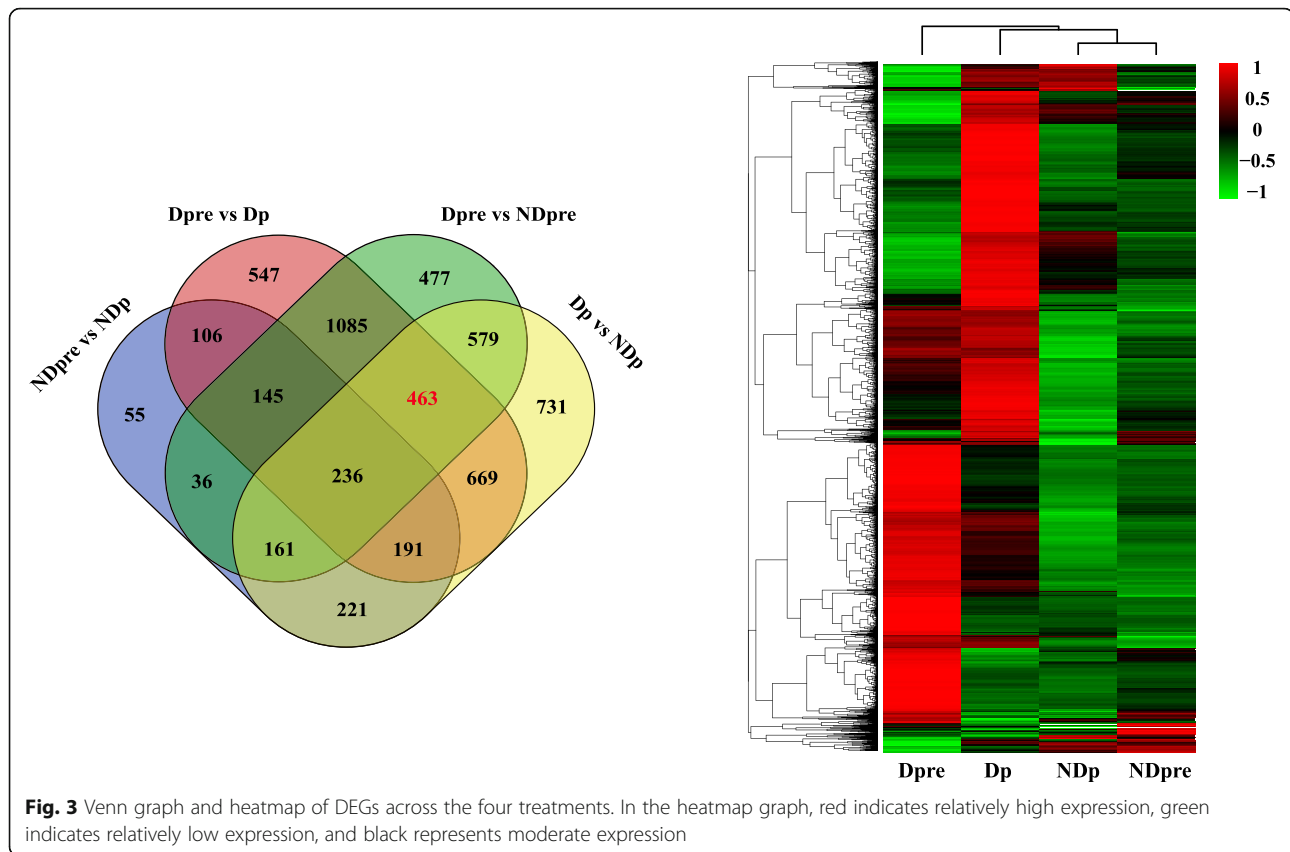 Dpre vs Dp
Dpre vs NDpre
NDpre vs NDp
Dp vs NDp
547
477
106
1085
579
55
145
463
731
36
236
669
161
191
221
1
0.5
0
−0.5
−1
Dpre
Dp
NDp
NDpre
Fig. 3 Venn graph and heatmap of DEGs across the four treatments. In the heatmap graph, red indicates relatively high expression, green
indicates relatively low expression, and black represents moderate expression